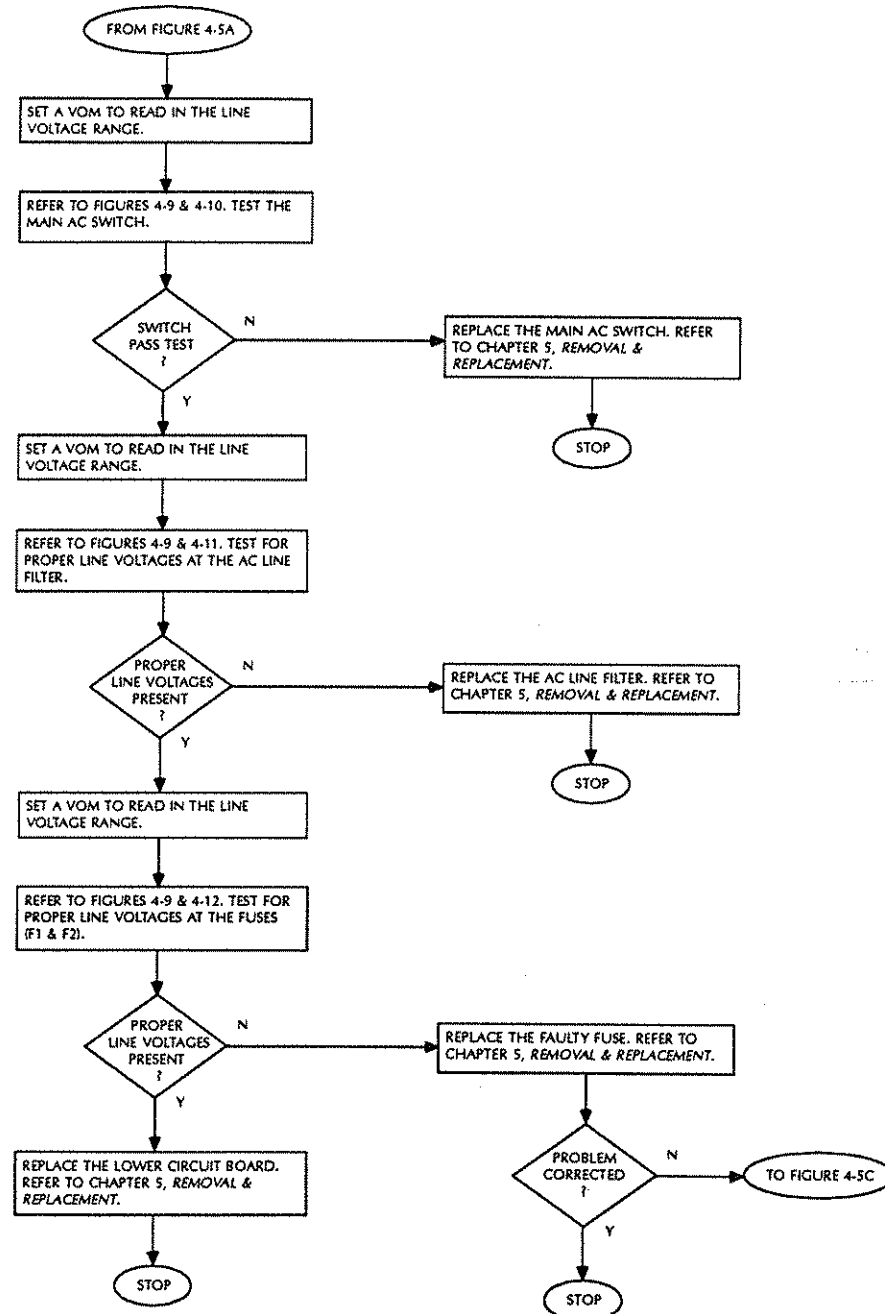 FROM FIGURE 4-5A
SET A VOM TO READ IN THE LINE
VOLTAGE RANGE.
REFER TO FIGURES 4-9 & 4-10. TEST THE
MAIN AC SWITCH.
SWITCH
PASS TEST
?
N
Y
REPLACE THE MAIN AC SWITCH. REFER
TO CHAPTER 5, REMOVAL &
REPLACEMENT.
STOP
SET A VOM TO READ IN THE LINE
VOLTAGE RANGE.
REFER TO FIGURES 4-9 & 4-11. TEST FOR
PROPER LINE VOLTAGES AT THE AC LINE
FILTER.
PROPER
LINE VOLTAGES
PRESENT
?
N
Y
REPLACE THE AC LINE FILTER. REFER TO
CHAPTER 5, REMOVAL & REPLACEMENT.
STOP
SET A VOM TO READ IN THE LINE
VOLTAGE RANGE.
REFER TO FIGURES 4-9 & 4-12. TEST FOR
PROPER LINE VOLTAGES AT THE FUSES
(F1 & F2).
PROPER
LINE VOLTAGES
PRESENT
?
N
Y
REPLACE THE FAULTY FUSE. REFER TO
CHAPTER 5, REMOVAL & REPLACEMENT.
REPLACE THE LOWER CIRCUIT BOARD.
REFER TO CHAPTER 5, REMOVAL &
REPLACEMENT.
STOP
PROBLEM
CORRECTED
?
N
Y
TO FIGURE 4-5C
STOP